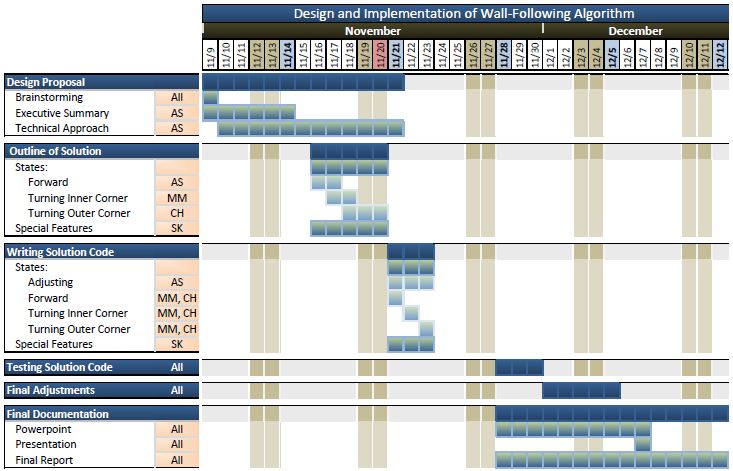 Design and Implementation of Wall-Following Algorithm
November December
11/9 11/10 11/11 11/12 11/13 11/14 11/15 11/16 11/17 11/18 11/19 11/20 11/21 11/22 11/23 11/24 11/25 11/26 11/27 11/28 11/29 11/30 12/1 12/2 12/3 12/4 12/5 12/6 12/7 12/8 12/9 12/10 12/11 12/12
Design Proposal
Brainstorming All
Executive Summary AS
Technical Approach AS
Outline of Solution
States:
Forward AS
Turning Inner Corner MM
Turning Outer Corner CH
Special Features SK
Writing Solution Code
States:
Adjusting AS
Forward MM, CH
Turning Inner Corner MM, CH
Turning Outer Corner MM, CH
Special Features SK
Testing Solution Code All
Final Adjustments All
Final Documentation
Powerpoint All
Presentation All
Final Report All